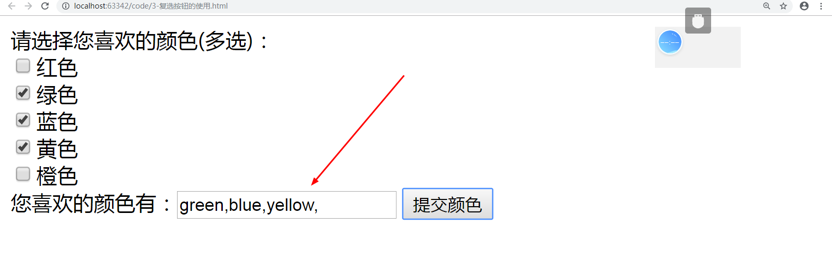 localhost:63342/code/3-复选按钮的使用.html
请选择您喜欢的颜色(多选)：
红色
绿色
蓝色
黄色
橙色
您喜欢的颜色有：green,blue,yellow, 提交颜色